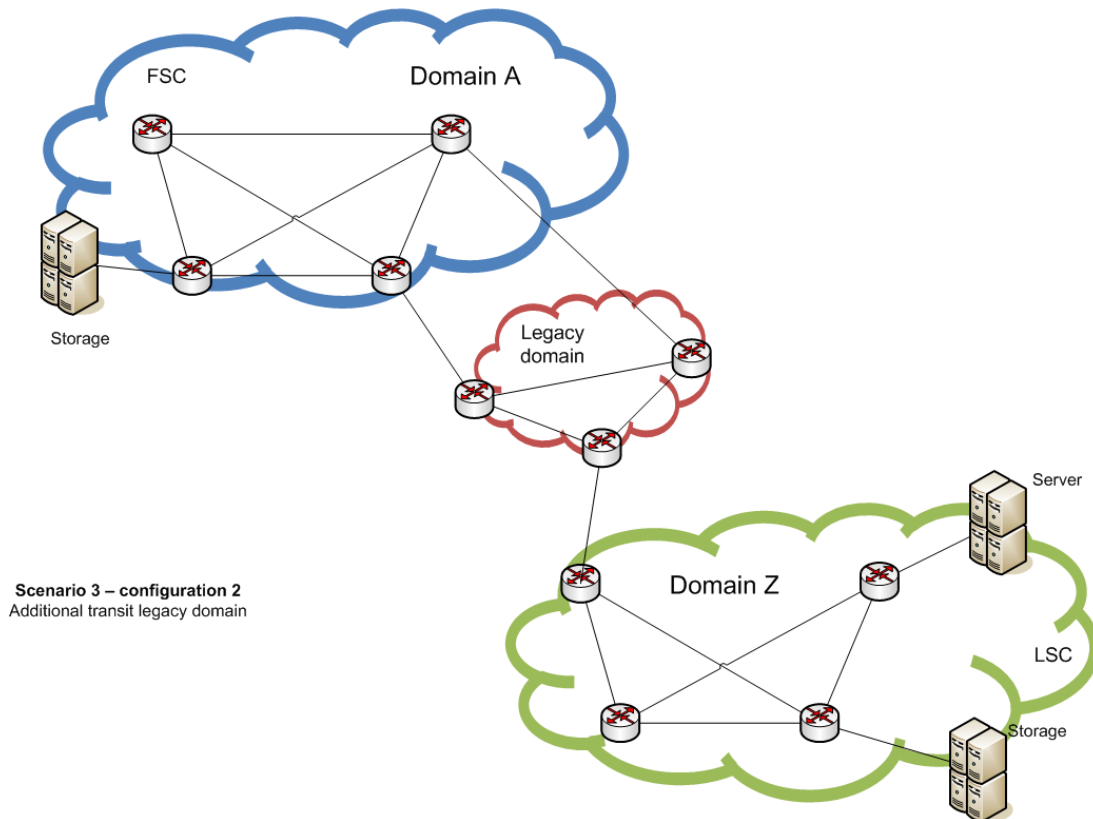 FSC
Domain A
Storage
Legacy
domain
Server
Domain Z
Scenario 3 – configuration 2
Additional transit legacy domain
LSC
Storage